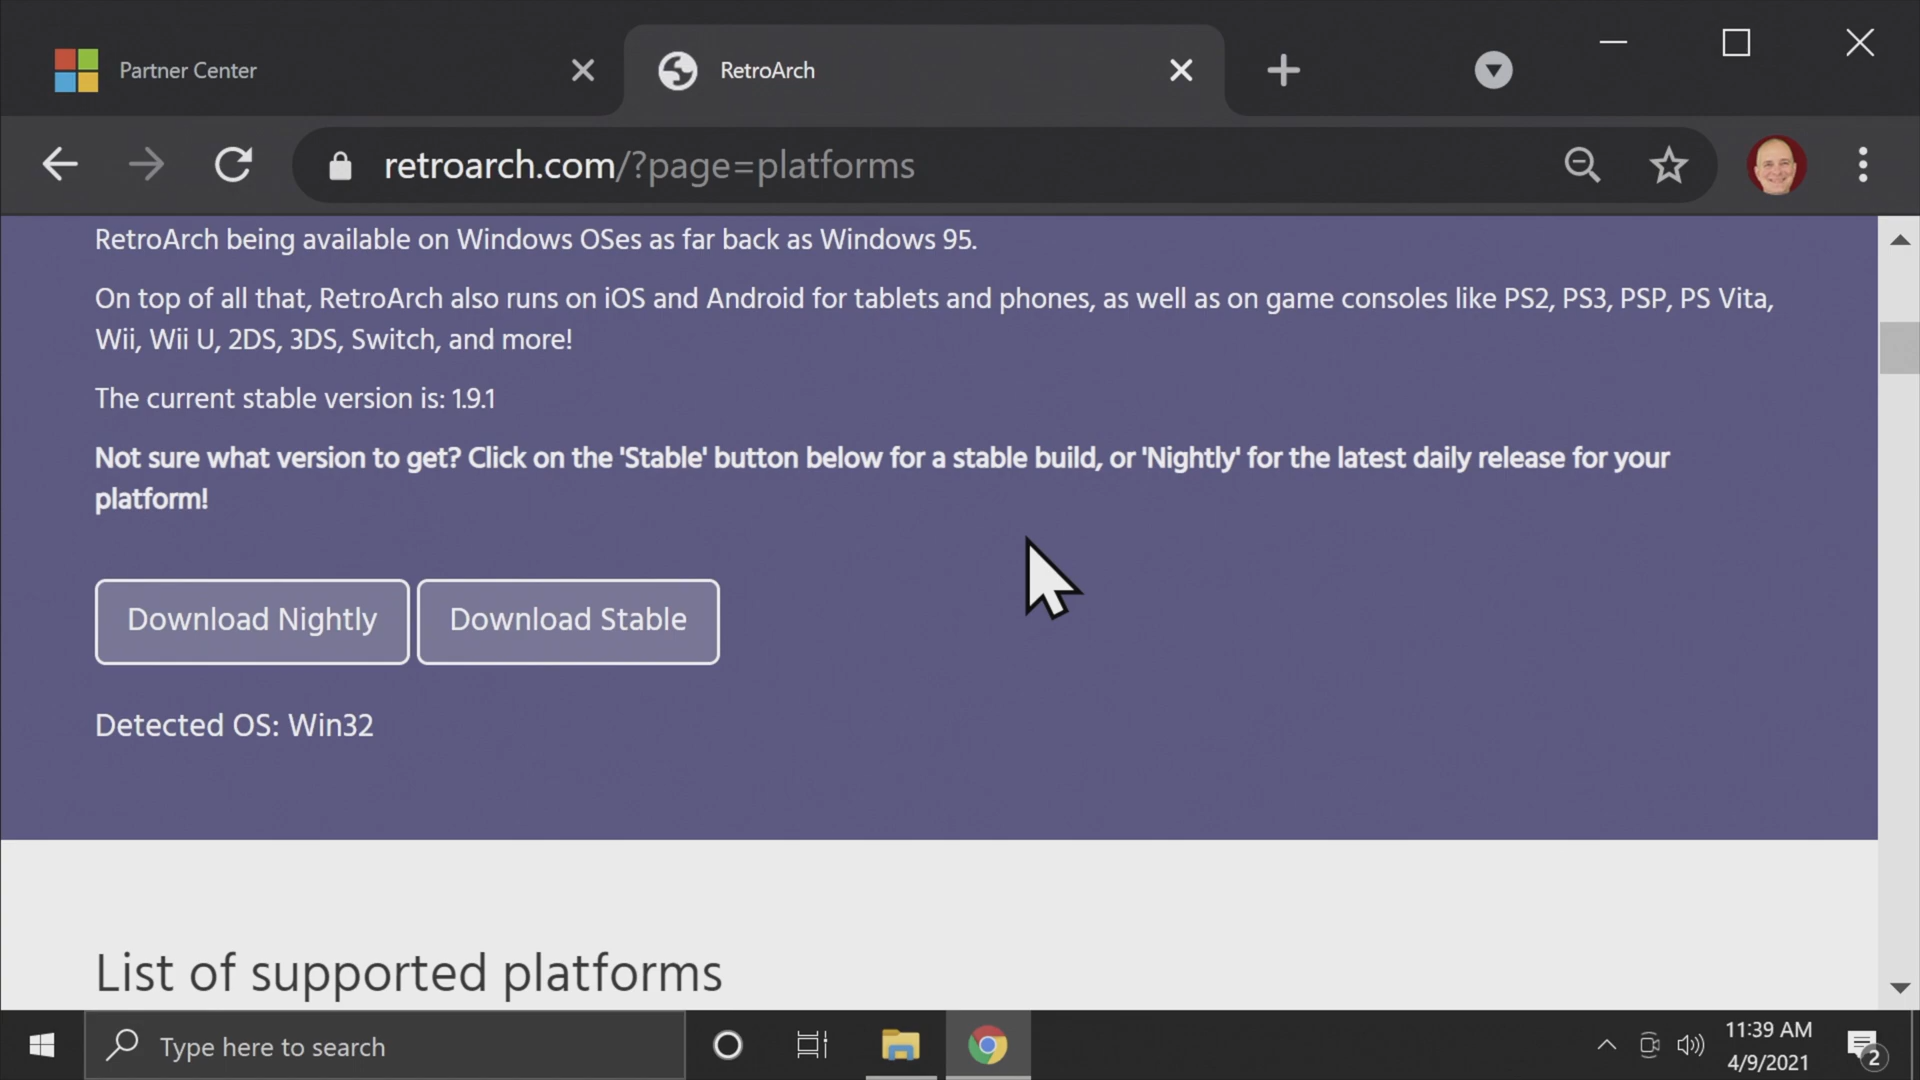 Partner Center
RetroArch
retroarch.com/?page=platforms
RetroArch being available on Windows OSes as far back as Windows 95.
On top of all that, RetroArch also runs on iOS and Android for tablets and phones, as well as on game consoles like PS2, PS3, PSP, PS Vita,
Wii, Wii U, 2DS, 3DS, Switch, and more!
The current stable version is: 1.9.1
Not sure what version to get? Click on the 'Stable' button below for a stable build, or 'Nightly' for the latest daily release for your
platform!
Download Nightly
Download Stable
Detected OS: Win32
List of supported platforms
Type here to search
11:39 AM
4/9/2021
2